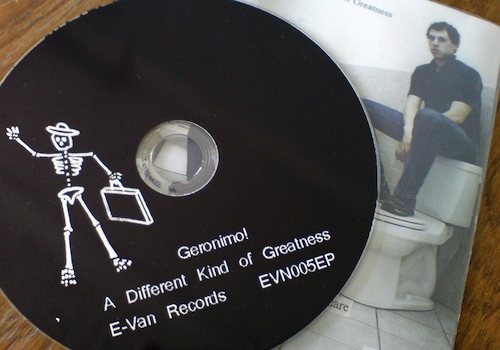 Greatness
Geronimo!
A Different Kind of Greatness
E-Van Records EVN005EP